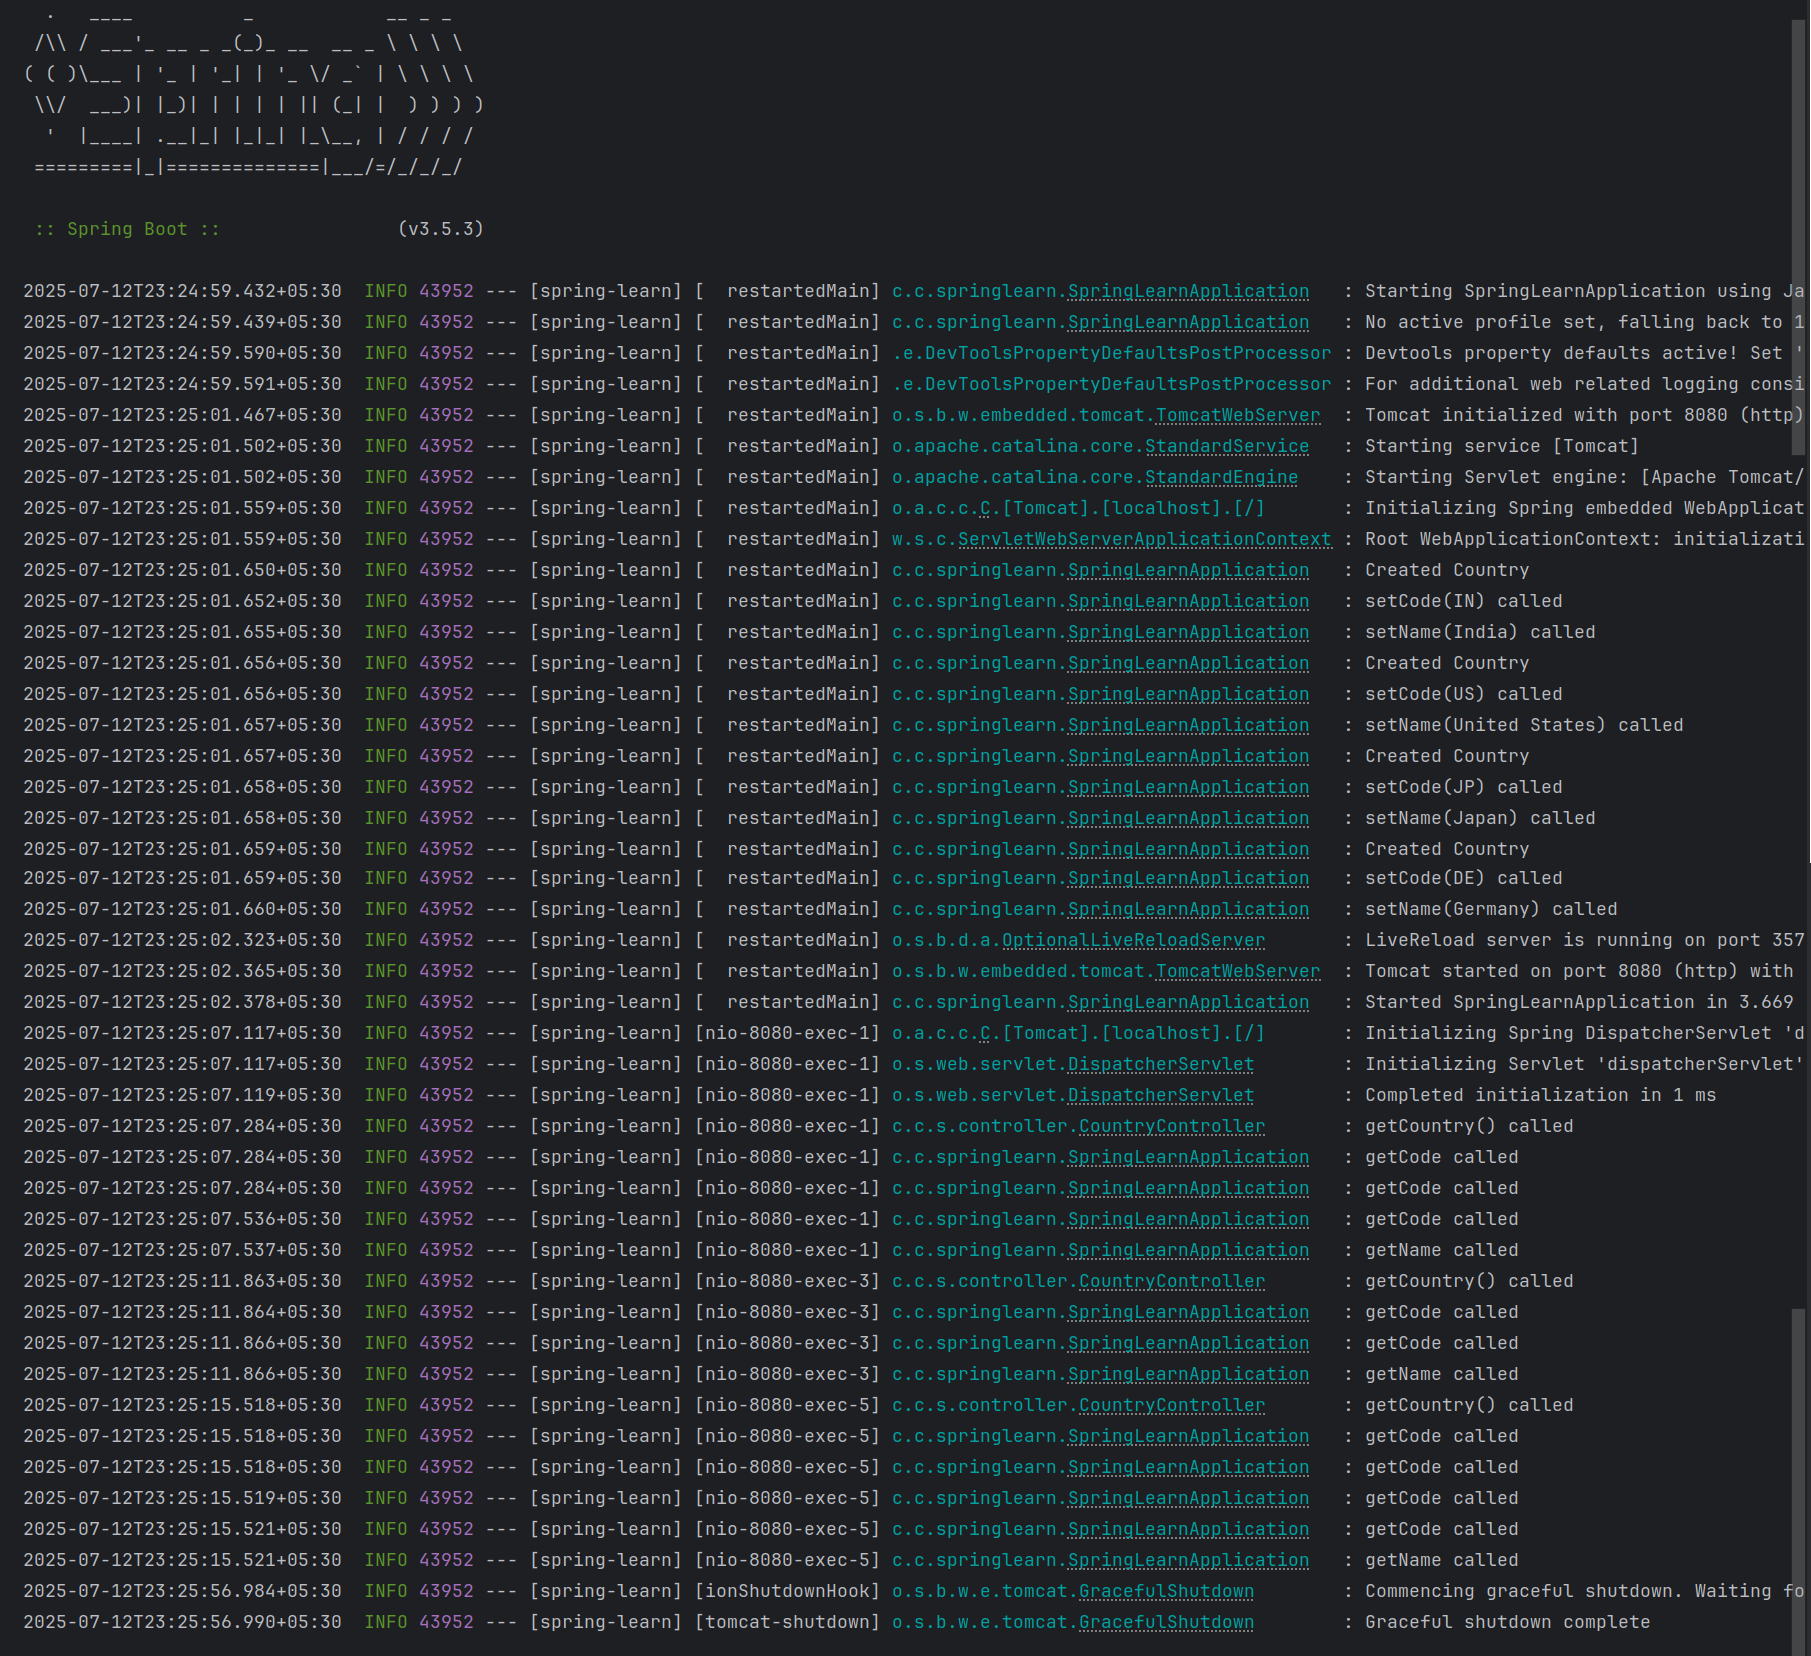 .   ____          _            __ _ _
 /\\ / ___'_ __ _ _(_)_ __  __ _ \ \ \ \
( ( )\___ | '_ | '_| | '_ \/ _` | \ \ \ \
 \\/  ___)| |_)| | | | | || (_| |  ) ) ) )
  '  |____| .__|_| |_|_| |_\__, | / / / /
 =========|_|==============|___/=/_/_/_/
 :: Spring Boot ::                (v3.5.3)
2025-07-12T23:24:59.432+05:30  INFO 43952 --- [spring-learn] [  restartedMain] c.c.springlearn.SpringLearnApplication   : Starting SpringLearnApplication using Ja
2025-07-12T23:24:59.439+05:30  INFO 43952 --- [spring-learn] [  restartedMain] c.c.springlearn.SpringLearnApplication   : No active profile set, falling back to 1
2025-07-12T23:24:59.590+05:30  INFO 43952 --- [spring-learn] [  restartedMain] .e.DevToolsPropertyDefaultsPostProcessor : Devtools property defaults active! Set '
2025-07-12T23:24:59.591+05:30  INFO 43952 --- [spring-learn] [  restartedMain] .e.DevToolsPropertyDefaultsPostProcessor : For additional web related logging consi
2025-07-12T23:25:01.467+05:30  INFO 43952 --- [spring-learn] [  restartedMain] o.s.b.w.embedded.tomcat.TomcatWebServer  : Tomcat initialized with port 8080 (http)
2025-07-12T23:25:01.502+05:30  INFO 43952 --- [spring-learn] [  restartedMain] o.apache.catalina.core.StandardService   : Starting service [Tomcat]
2025-07-12T23:25:01.502+05:30  INFO 43952 --- [spring-learn] [  restartedMain] o.apache.catalina.core.StandardEngine    : Starting Servlet engine: [Apache Tomcat/
2025-07-12T23:25:01.559+05:30  INFO 43952 --- [spring-learn] [  restartedMain] o.a.c.c.C.[Tomcat].[localhost].[/]       : Initializing Spring embedded WebApplicat
2025-07-12T23:25:01.559+05:30  INFO 43952 --- [spring-learn] [  restartedMain] w.s.c.ServletWebServerApplicationContext : Root WebApplicationContext: initializati
2025-07-12T23:25:01.650+05:30  INFO 43952 --- [spring-learn] [  restartedMain] c.c.springlearn.SpringLearnApplication   : Created Country
2025-07-12T23:25:01.652+05:30  INFO 43952 --- [spring-learn] [  restartedMain] c.c.springlearn.SpringLearnApplication   : setCode(IN) called
2025-07-12T23:25:01.655+05:30  INFO 43952 --- [spring-learn] [  restartedMain] c.c.springlearn.SpringLearnApplication   : setName(India) called
2025-07-12T23:25:01.656+05:30  INFO 43952 --- [spring-learn] [  restartedMain] c.c.springlearn.SpringLearnApplication   : Created Country
2025-07-12T23:25:01.656+05:30  INFO 43952 --- [spring-learn] [  restartedMain] c.c.springlearn.SpringLearnApplication   : setCode(US) called
2025-07-12T23:25:01.657+05:30  INFO 43952 --- [spring-learn] [  restartedMain] c.c.springlearn.SpringLearnApplication   : setName(United States) called
2025-07-12T23:25:01.657+05:30  INFO 43952 --- [spring-learn] [  restartedMain] c.c.springlearn.SpringLearnApplication   : Created Country
2025-07-12T23:25:01.658+05:30  INFO 43952 --- [spring-learn] [  restartedMain] c.c.springlearn.SpringLearnApplication   : setCode(JP) called
2025-07-12T23:25:01.658+05:30  INFO 43952 --- [spring-learn] [  restartedMain] c.c.springlearn.SpringLearnApplication   : setName(Japan) called
2025-07-12T23:25:01.659+05:30  INFO 43952 --- [spring-learn] [  restartedMain] c.c.springlearn.SpringLearnApplication   : Created Country
2025-07-12T23:25:01.659+05:30  INFO 43952 --- [spring-learn] [  restartedMain] c.c.springlearn.SpringLearnApplication   : setCode(DE) called
2025-07-12T23:25:01.660+05:30  INFO 43952 --- [spring-learn] [  restartedMain] c.c.springlearn.SpringLearnApplication   : setName(Germany) called
2025-07-12T23:25:02.323+05:30  INFO 43952 --- [spring-learn] [  restartedMain] o.s.b.d.a.OptionalLiveReloadServer       : LiveReload server is running on port 357
2025-07-12T23:25:02.365+05:30  INFO 43952 --- [spring-learn] [  restartedMain] o.s.b.w.embedded.tomcat.TomcatWebServer  : Tomcat started on port 8080 (http) with
2025-07-12T23:25:02.378+05:30  INFO 43952 --- [spring-learn] [  restartedMain] c.c.springlearn.SpringLearnApplication   : Started SpringLearnApplication in 3.669
2025-07-12T23:25:07.117+05:30  INFO 43952 --- [spring-learn] [nio-8080-exec-1] o.a.c.c.C.[Tomcat].[localhost].[/]       : Initializing Spring DispatcherServlet 'd
2025-07-12T23:25:07.117+05:30  INFO 43952 --- [spring-learn] [nio-8080-exec-1] o.s.web.servlet.DispatcherServlet        : Initializing Servlet 'dispatcherServlet'
2025-07-12T23:25:07.119+05:30  INFO 43952 --- [spring-learn] [nio-8080-exec-1] o.s.web.servlet.DispatcherServlet        : Completed initialization in 1 ms
2025-07-12T23:25:07.284+05:30  INFO 43952 --- [spring-learn] [nio-8080-exec-1] c.c.s.controller.CountryController       : getCountry() called
2025-07-12T23:25:07.284+05:30  INFO 43952 --- [spring-learn] [nio-8080-exec-1] c.c.springlearn.SpringLearnApplication   : getCode called
2025-07-12T23:25:07.284+05:30  INFO 43952 --- [spring-learn] [nio-8080-exec-1] c.c.springlearn.SpringLearnApplication   : getCode called
2025-07-12T23:25:07.536+05:30  INFO 43952 --- [spring-learn] [nio-8080-exec-1] c.c.springlearn.SpringLearnApplication   : getCode called
2025-07-12T23:25:07.537+05:30  INFO 43952 --- [spring-learn] [nio-8080-exec-1] c.c.springlearn.SpringLearnApplication   : getName called
2025-07-12T23:25:11.863+05:30  INFO 43952 --- [spring-learn] [nio-8080-exec-3] c.c.s.controller.CountryController       : getCountry() called
2025-07-12T23:25:11.864+05:30  INFO 43952 --- [spring-learn] [nio-8080-exec-3] c.c.springlearn.SpringLearnApplication   : getCode called
2025-07-12T23:25:11.866+05:30  INFO 43952 --- [spring-learn] [nio-8080-exec-3] c.c.springlearn.SpringLearnApplication   : getCode called
2025-07-12T23:25:11.866+05:30  INFO 43952 --- [spring-learn] [nio-8080-exec-3] c.c.springlearn.SpringLearnApplication   : getName called
2025-07-12T23:25:15.518+05:30  INFO 43952 --- [spring-learn] [nio-8080-exec-5] c.c.s.controller.CountryController       : getCountry() called
2025-07-12T23:25:15.518+05:30  INFO 43952 --- [spring-learn] [nio-8080-exec-5] c.c.springlearn.SpringLearnApplication   : getCode called
2025-07-12T23:25:15.518+05:30  INFO 43952 --- [spring-learn] [nio-8080-exec-5] c.c.springlearn.SpringLearnApplication   : getCode called
2025-07-12T23:25:15.519+05:30  INFO 43952 --- [spring-learn] [nio-8080-exec-5] c.c.springlearn.SpringLearnApplication   : getCode called
2025-07-12T23:25:15.521+05:30  INFO 43952 --- [spring-learn] [nio-8080-exec-5] c.c.springlearn.SpringLearnApplication   : getCode called
2025-07-12T23:25:15.521+05:30  INFO 43952 --- [spring-learn] [nio-8080-exec-5] c.c.springlearn.SpringLearnApplication   : getName called
2025-07-12T23:25:56.984+05:30  INFO 43952 --- [spring-learn] [ionShutdownHook] o.s.b.w.e.tomcat.GracefulShutdown        : Commencing graceful shutdown. Waiting fo
2025-07-12T23:25:56.990+05:30  INFO 43952 --- [spring-learn] [tomcat-shutdown] o.s.b.w.e.tomcat.GracefulShutdown        : Graceful shutdown complete